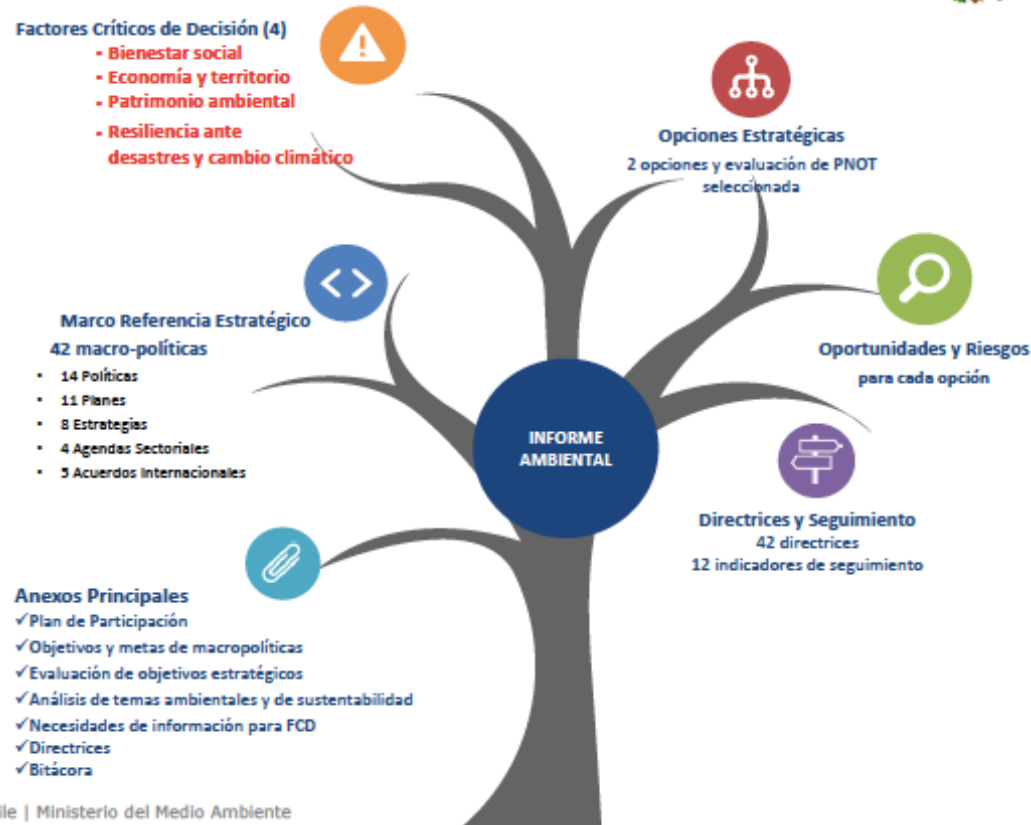 Factores Críticos de Decisión (4)
- Bienestar social
- Economía y territorio
- Patrimonio ambiental
- Resiliencia ante
desastres y cambio climático
Opciones Estratégicas
2 opciones y evaluación de PNOT
seleccionada
Marco Referencia Estratégico
42 macro-políticas
▪ 14 Políticas
▪ 11 Planes
▪ 8 Estrategias
▪ 4 Agendas Sectoriales
▪ 5 Acuerdos Internacionales
Oportunidades y Riesgos
para cada opción
INFORME
AMBIENTAL
Directrices y Seguimiento
42 directrices
12 indicadores de seguimiento
Anexos Principales
✓Plan de Participación
✓Objetivos y metas de macropolíticas
✓Evaluación de objetivos estratégicos
✓Análisis de temas ambientales y de sustentabilidad
✓Necesidades de información para FCD
✓Directrices
✓Bitácora
ile | Ministerio del Medio Ambiente